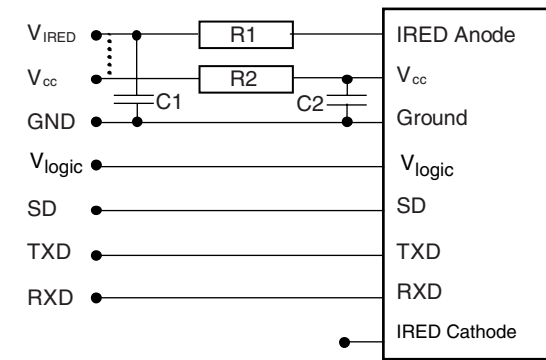 VIRED R1 IRED Anode
Vcc R2 Vcc
C1 C2
GND Ground
Vlogic Vlogic
SD SD
TXD TXD
RXD RXD
IRED Cathode